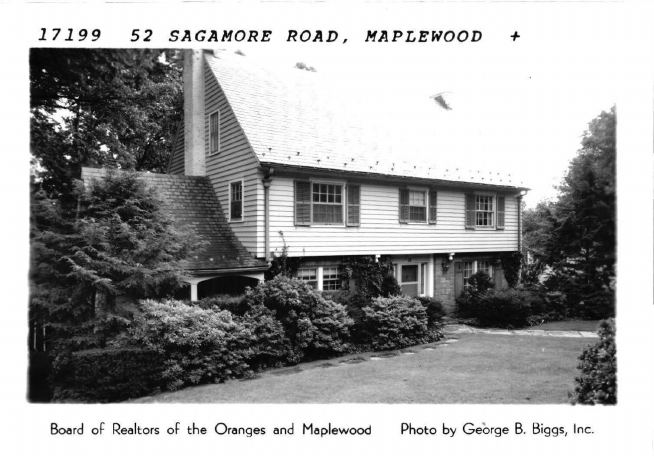 17199 52 SAGAMORE ROAD, MAPLEWOOD +
Board of Realtors of the Oranges and Maplewood Photo by George B. Biggs, Inc.